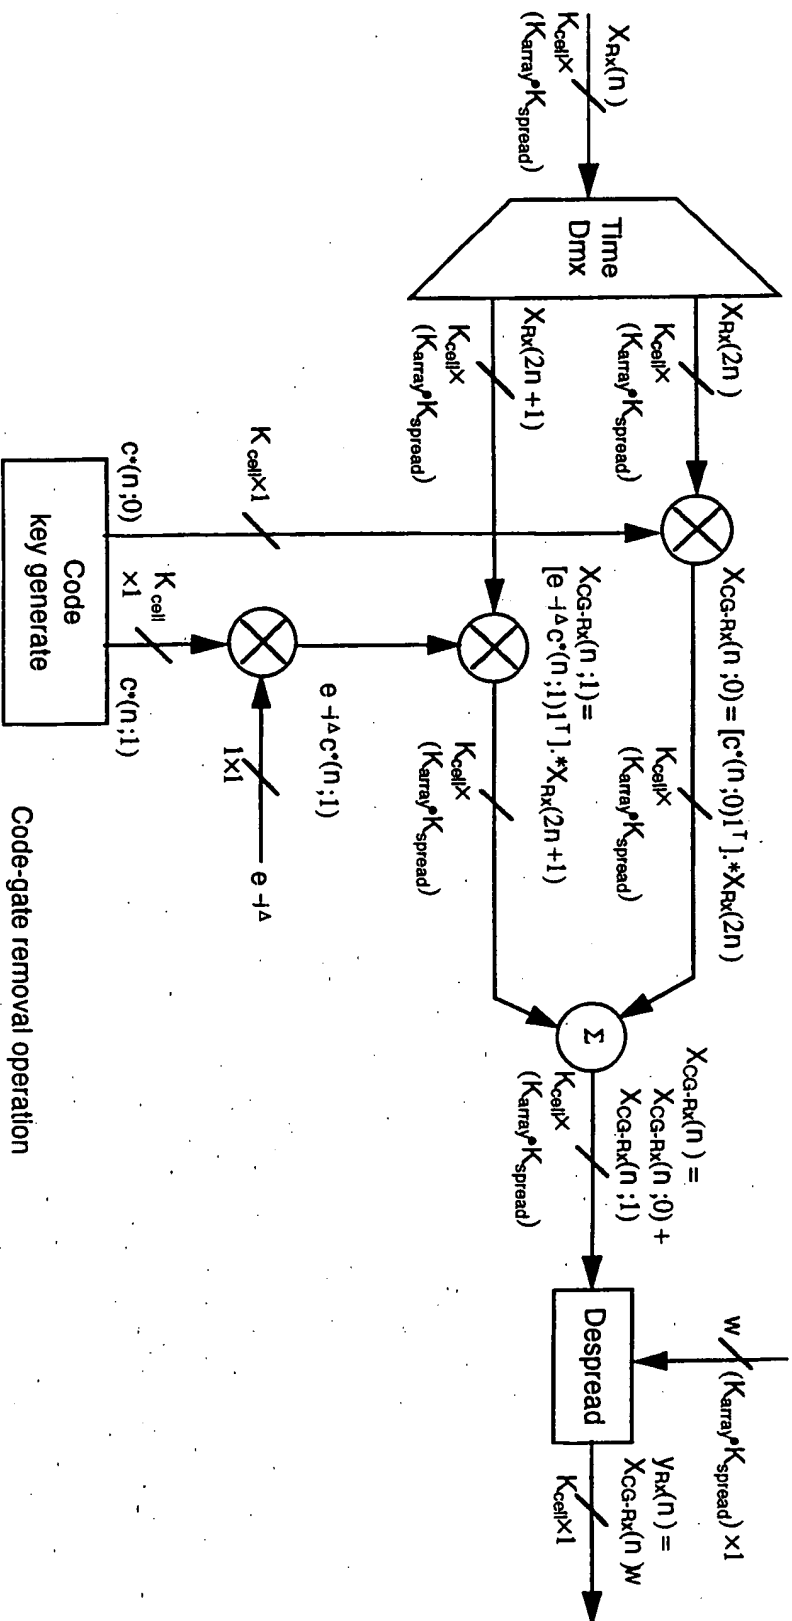 X_Rx(n)
K_cell×
(K_array•K_spread)
Time
Dmx
X_Rx(2n)
K_cell×
(K_array•K_spread)
X_Rx(2n+1)
K_cell×
(K_array•K_spread)
X_CG-Rx(n;0) = [c*(n;0)1^T].*X_Rx(2n)
K_cell×
(K_array•K_spread)
X_CG-Rx(n;1) =
[e^-jΔ c*(n;1)1^T].*X_Rx(2n+1)
K_cell×
(K_array•K_spread)
Σ
X_CG-Rx(n) =
X_CG-Rx(n;0) +
X_CG-Rx(n;1)
K_cell×
(K_array•K_spread)
w
(K_array•K_spread)×1
Despread
y_Rx(n) =
X_CG-Rx(n)w
K_cell×1
K_cell×1
c*(n;0)
K_cell
×1
c*(n;1)
e^-jΔ c*(n;1)
1×1
e^-jΔ
Code
key generate
Code-gate removal operation